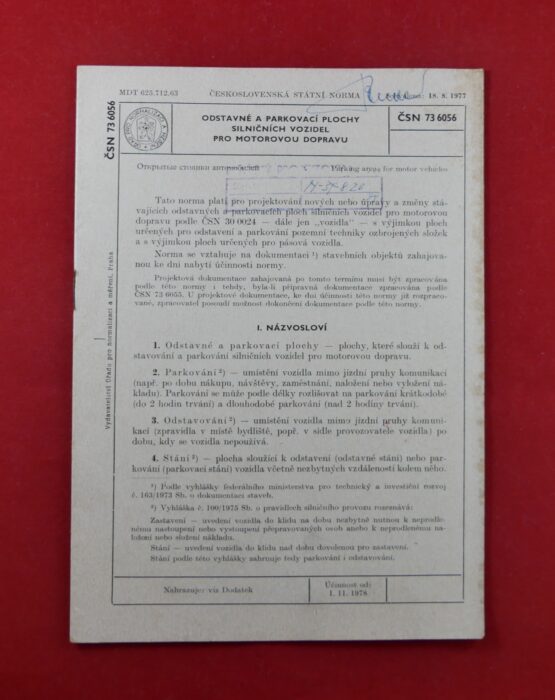 MDT 625.712.63
ČESKOSLOVENSKÁ STÁTNÍ NORMA
18. 8. 1977
ČSN 73 6056
ODSTAVNÉ A PARKOVACÍ PLOCHY
SILNIČNÍCH VOZIDEL
PRO MOTOROVOU DOPRAVU
ČSN 73 6056
Открытые стоянки автомобилей
Parking areas for motor vehicle
Tato norma platí pro projektování nových nebo úpravy a změny stá-
vajících odstavných a parkovacích ploch silničních vozidel pro motorovou
dopravu podle ČSN 30 0024 — dále jen „vozidla" — s výjimkou ploch
určených pro odstavení a parkování pozemní techniky ozbrojených složek
a s výjimkou ploch určených pro pásová vozidla.
Norma se vztahuje na dokumentaci ¹) stavebních objektů zahajova-
nou ke dni nabytí účinnosti normy.
Projektová dokumentace zahajovaná po tomto termínu musí být zpracována
podle této normy i tehdy, byla-li přípravná dokumentace zpracována podle
ČSN 73 6055. U projektové dokumentace, ke dni účinnosti této normy již rozpraco-
vané, zpracovatel posoudí možnost dokončení dokumentace podle této normy.
I. NÁZVOSLOVÍ
1. Odstavné a parkovací plochy — plochy, které slouží k od-
stavování a parkování silničních vozidel pro motorovou dopravu.
2. Parkování ²) — umístění vozidla mimo jízdní pruhy komunikací
(např. po dobu nákupu, návštěvy, zaměstnání, naložení nebo vyložení ná-
kladu). Parkování se může podle délky rozlišovat na parkování krátkodobé
(do 2 hodin trvání) a dlouhodobé parkování (nad 2 hodiny trvání).
3. Odstavování ²) — umístění vozidla mimo jízdní pruhy komuni-
kací (zpravidla v místě bydliště, popř. v sídle provozovatele vozidla) po
dobu, kdy se vozidla nepoužívá.
4. Stání ²) — plocha sloužící k odstavení (odstavné stání) nebo par-
kování (parkovací stání) vozidla včetně nezbytných vzdáleností kolem něho.
¹) Podle vyhlášky federálního ministerstva pro technický a investiční rozvoj
č. 163/1973 Sb. o dokumentaci staveb.
²) Vyhláška č. 100/1975 Sb. o pravidlech silničního provozu rozeznává:
Zastavení — uvedení vozidla do klidu na dobu nezbytně nutnou k neprodle-
nému nastoupení nebo vystoupení přepravovaných osob anebo k neprodlenému na-
ložení nebo složení nákladu.
Stání — uvedení vozidla do klidu nad dobu dovolenou pro zastavení.
Stání podle této vyhlášky zahrnuje tedy parkování i odstavování.
Vydavatelství Úřadu pro normalizaci a měření, Praha
Nahrazuje: viz Dodatek
Účinnost od:
1. 11. 1978